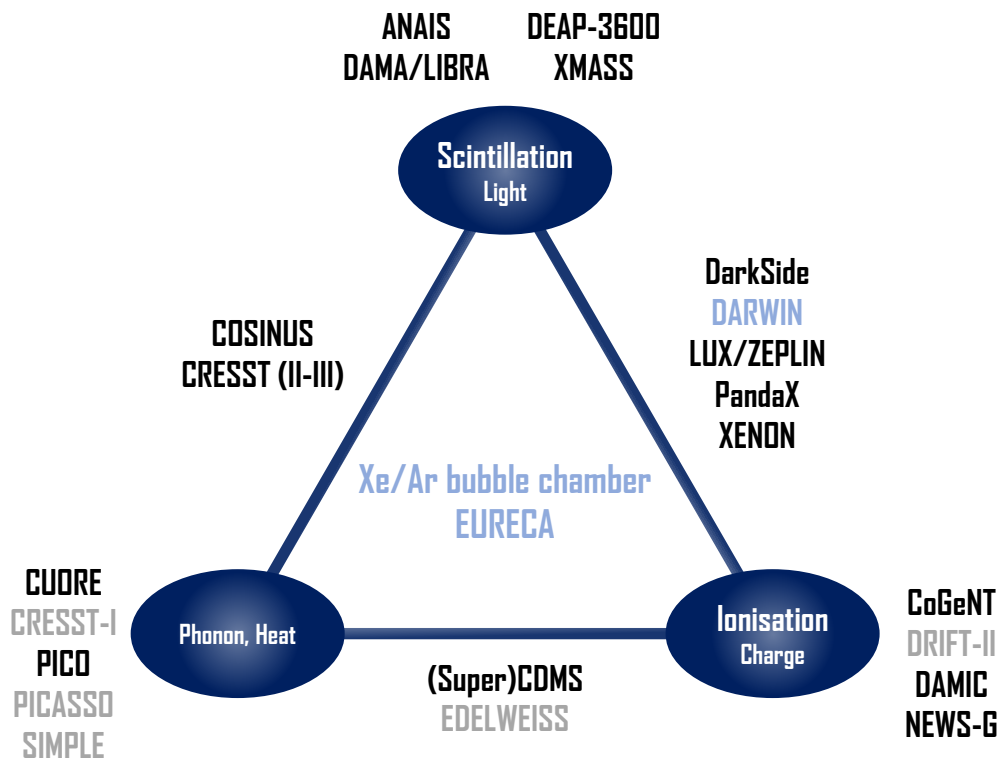 ANAIS
DAMA/LIBRA
DEAP-3600
XMASS
Scintillation
Light
DarkSide
DARWIN
LUX/ZEPLIN
PandaX
XENON
COSINUS
CRESST (II-III)
Xe/Ar bubble chamber
EURECA
CUORE
CRESST-I
PICO
PICASSO
SIMPLE
Phonon, Heat
(Super)CDMS
EDELWEISS
Ionisation
Charge
CoGeNT
DRIFT-II
DAMIC
NEWS-G